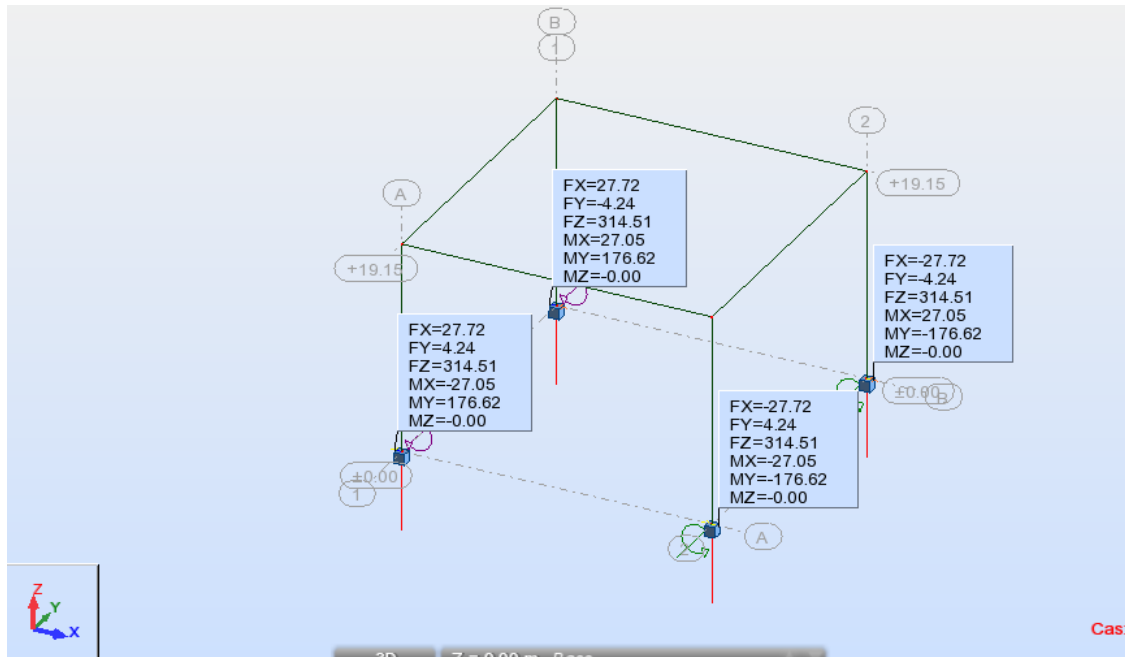 B
1
2
A
+19.15
+19.15
FX=27.72
FY=-4.24
FZ=314.51
MX=27.05
MY=176.62
MZ=-0.00
FX=-27.72
FY=-4.24
FZ=314.51
MX=27.05
MY=-176.62
MZ=-0.00
FX=27.72
FY=4.24
FZ=314.51
MX=-27.05
MY=176.62
MZ=-0.00
FX=-27.72
FY=4.24
FZ=314.51
MX=-27.05
MY=-176.62
MZ=-0.00
±0.00
B
±0.00
1
2
A
Z
Y
X
Cas